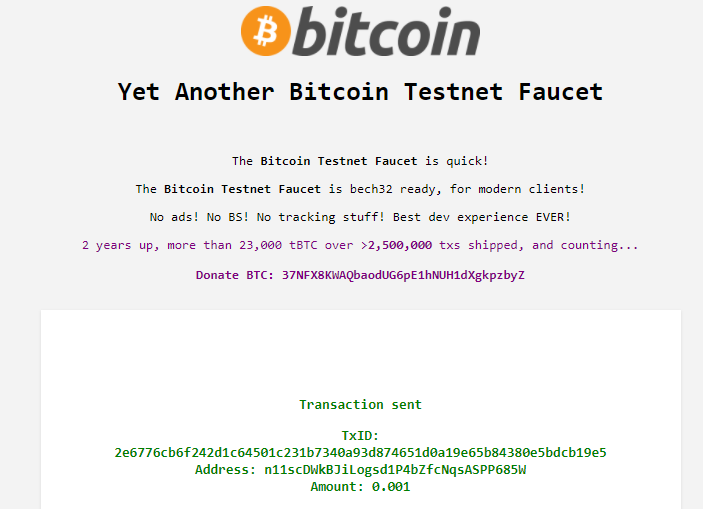 bitcoin
Yet Another Bitcoin Testnet Faucet
The Bitcoin Testnet Faucet is quick!
The Bitcoin Testnet Faucet is bech32 ready, for modern clients!
No ads! No BS! No tracking stuff! Best dev experience EVER!
2 years up, more than 23,000 tBTC over >2,500,000 txs shipped, and counting...
Donate BTC: 37NFX8KWAQbaodUG6pE1hNUH1dXgkpzbyZ
Transaction sent
TxID:
2e6776cb6f242d1c64501c231b7340a93d874651d0a19e65b84380e5bdcb19e5
Address: n11scDWkBJiLogsd1P4bZfcNqsASPP685W
Amount: 0.001